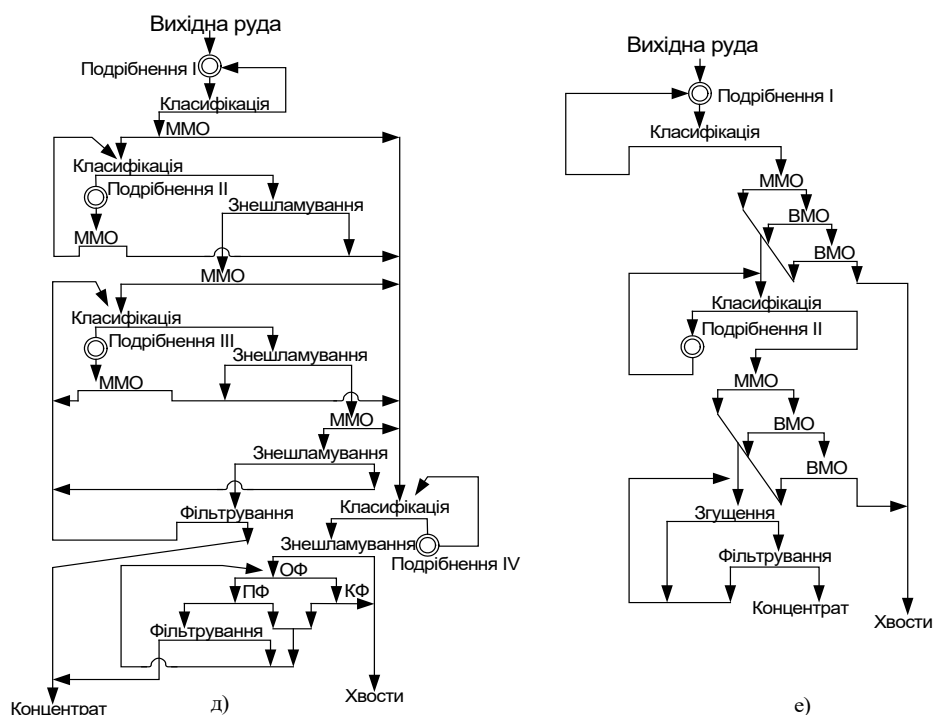 Вихідна руда
Подрібнення I
Класифікація
ММО
Класифікація
Подрібнення II
Знешламування
ММО
ММО
Класифікація
Подрібнення III
Знешламування
ММО
ММО
Знешламування
Фільтрування
Класифікація
Знешламування
Подрібнення IV
ОФ
ПФ
КФ
Фільтрування
Концентрат
Хвости
д)
Вихідна руда
Подрібнення I
Класифікація
ММО
ВМО
ВМО
Класифікація
Подрібнення II
ММО
ВМО
ВМО
Згущення
Фільтрування
Концентрат
Хвости
е)